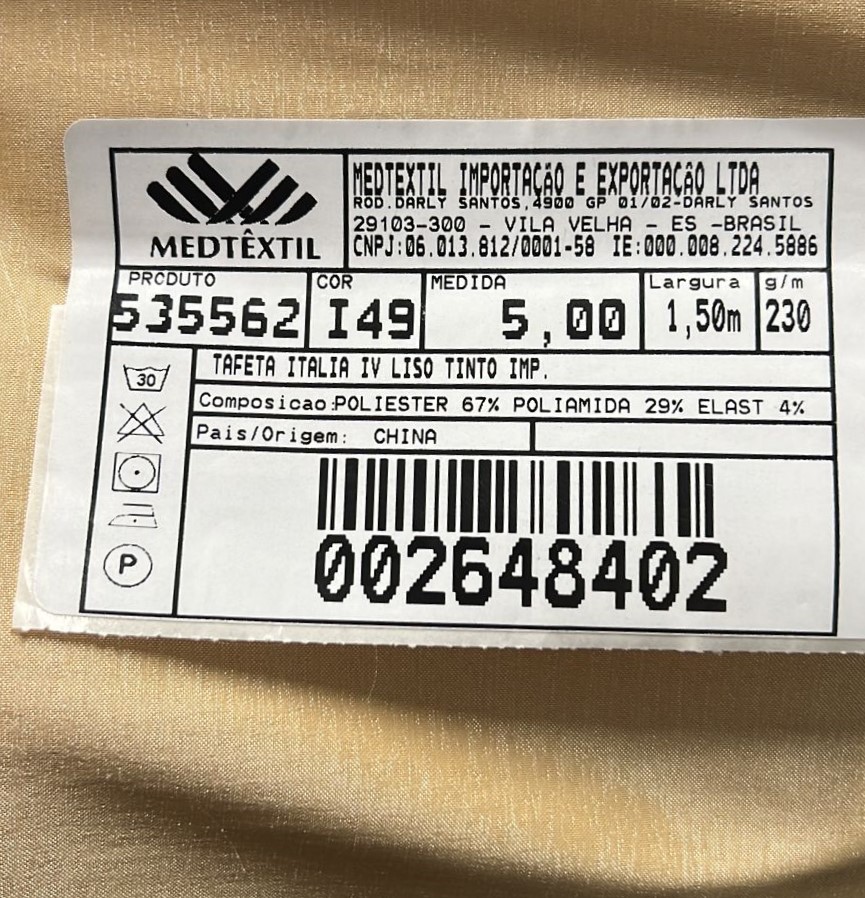 MEDTÊXTIL
MEDTEXTIL IMPORTAÇÃO E EXPORTAÇÃO LTDA
ROD.DARLY SANTOS,4900 GP 01/02-DARLY SANTOS
29103-300 - VILA VELHA - ES -BRASIL
CNPJ:06.013.812/0001-58 IE:000.008.224.5886
PRODUTO COR MEDIDA Largura g/m
535562 I49 5,00 1,50m 230
TAFETA ITALIA IV LISO TINTO IMP.
Composicao:POLIESTER 67% POLIAMIDA 29% ELAST 4%
Pais/Origem: CHINA
30
P
002648402